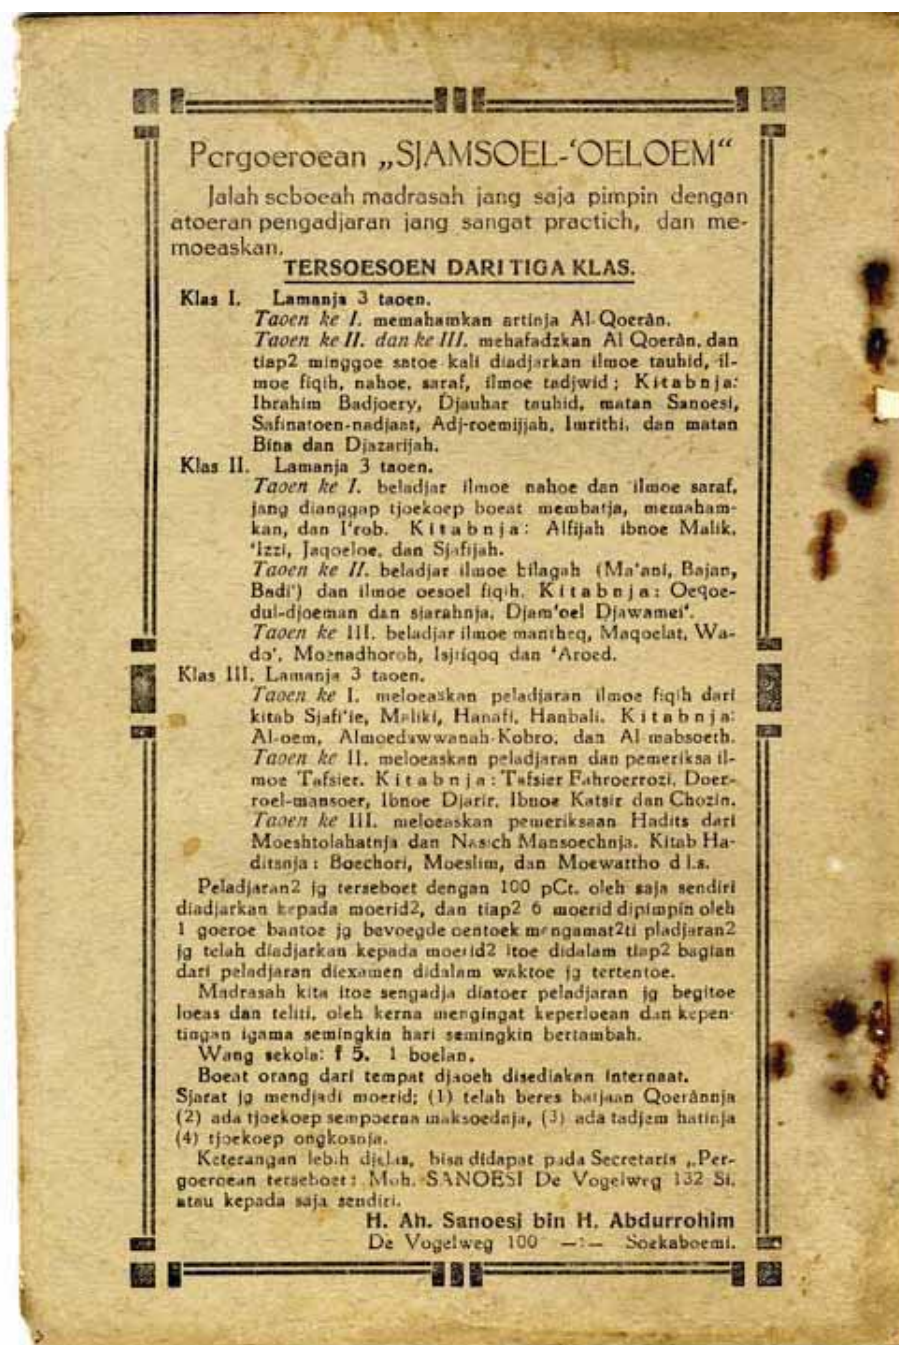 Pergoeroean „SJAMSOEL-‘OELOEM“
Jalah seboeah madrasah jang saja pimpin dengan
atoeran pengadjaran jang sangat practich, dan me-
moeaskan.
TERSOESOEN DARI TIGA KLAS.
Klas I. Lamanja 3 taoen.
Taoen ke I. memahamkan artinja Al-Qoerân.
Taoen ke II. dan ke III. mehafadzkan Al Qoerân, dan
tiap2 minggoe satoe kali diadjarkan ilmoe tauhid, il-
moe fiqih, nahoe, saraf, ilmoe tadjwid ; Kitabnja:
Ibrahim Badjoery, Djauhar tauhid, matan Sanoesi,
Safinatoen-nadjaat, Adj-roemijjah, Imrithi, dan matan
Bina dan Djazarijah.
Klas II. Lamanja 3 taoen.
Taoen ke I. beladjar ilmoe nahoe dan ilmoe saraf,
jang dianggap tjoekoep boeat membatja, memaham-
kan, dan I‘rob. Kitabnja: Alfijah ibnoe Malik,
‘Izzi, Jaqoeloe, dan Sjafijah.
Taoen ke II. beladjar ilmoe bilagah (Ma‘ani, Bajan,
Badi‘) dan ilmoe oesoel fiqih. Kitabnja: Oeqoe-
dul-djoeman dan sjarahnja, Djam‘oel Djawamei‘.
Taoen ke III. beladjar ilmoe mantheq, Maqoelat, Wa-
do‘, Moenadhoroh, Isjtiqoq dan ‘Aroed.
Klas III. Lamanja 3 taoen.
Taoen ke I. meloeaskan peladjaran ilmoe fiqih dari
kitab Sjafi‘ie, Maliki, Hanafi, Hanbali. Kitabnja:
Al-oem, Almoedawwanah-Kobro, dan Al mabsoeth.
Taoen ke II. meloeaskan peladjaran dan pemeriksa il-
moe Tafsier. Kitabnja: Tafsier Fahroerrozi, Doer-
roel-mansoer, Ibnoe Djarir, Ibnoe Katsir dan Chozin.
Taoen ke III. meloeaskan pemeriksaan Hadits dari
Moeshtolahatnja dan Nasich Mansoechnja. Kitab Ha-
ditsnja : Boechori, Moeslim, dan Moewattho d l.s.
Peladjaran2 jg terseboet dengan 100 pCt. oleh saja sendiri
diadjarkan kepada moerid2, dan tiap2 6 moerid dipimpin oleh
1 goeroe bantoe jg bevoegde oentoek mengamat2ti pladjaran2
jg telah diadjarkan kepada moerid2 itoe didalam tiap2 bagian
dari peladjaran diexamen didalam waktoe jg tertentoe.
Madrasah kita itoe sengadja diatoer peladjaran jg begitoe
loeas dan teliti, oleh kerna mengingat keperloean dan kepen-
tingan igama semingkin hari semingkin bertambah.
Wang sekola: f 5. 1 boelan.
Boeat orang dari tempat djaoeh disediakan internaat.
Sjarat jg mendjadi moerid; (1) telah beres batjaan Qoerânnja
(2) ada tjoekoep sempoerna maksoednja, (3) ada tadjem hatinja
(4) tjoekoep ongkosnja.
Keterangan lebih djelas, bisa didapat pada Secretaris „Per-
goeroean terseboet: Moh. SANOESI De Vogelweg 132 Si.
atau kepada saja sendiri.
H. Ah. Sanoesi bin H. Abdurrohim
De Vogelweg 100 —:— Soekaboemi.